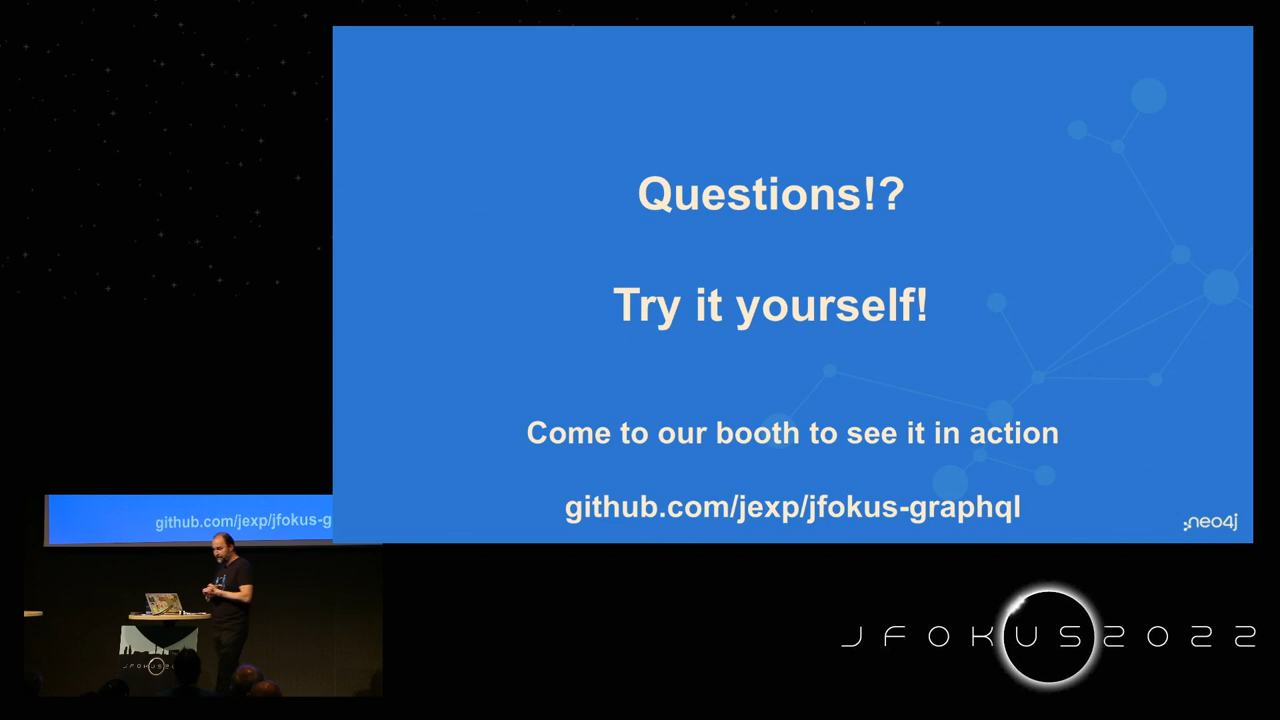 Questions!?
Try it yourself!
Come to our booth to see it in action
github.com/jexp/jfokus-graphql
neo4j
github.com/jexp/jfokus-g
JFOKUS2022
JFOKUS2